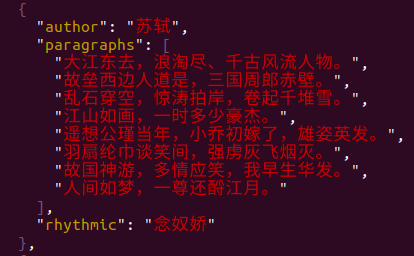 {
"author": "苏轼",
"paragraphs": [
"大江东去，浪淘尽、千古风流人物。",
"故垒西边人道是，三国周郎赤壁。",
"乱石穿空，惊涛拍岸，卷起千堆雪。",
"江山如画，一时多少豪杰。",
"遥想公瑾当年，小乔初嫁了，雄姿英发。",
"羽扇纶巾谈笑间，强虏灰飞烟灭。",
"故国神游，多情应笑，我早生华发。",
"人间如梦，一尊还酹江月。"
],
"rhythmic": "念奴娇"
},